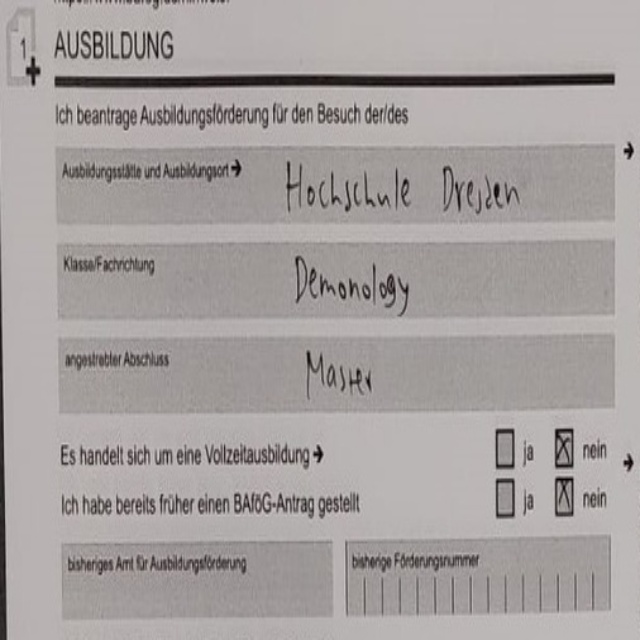 1
AUSBILDUNG
Ich beantrage Ausbildungsförderung für den Besuch der/des
Ausbildungsstätte und Ausbildungsort → Hochschule Dresden
Klasse/Fachrichtung Demonology
angestrebter Abschluss Master
Es handelt sich um eine Vollzeitausbildung → ja nein
Ich habe bereits früher einen BAföG-Antrag gestellt ja nein
bisheriges Amt für Ausbildungsförderung bisherige Förderungsnummer